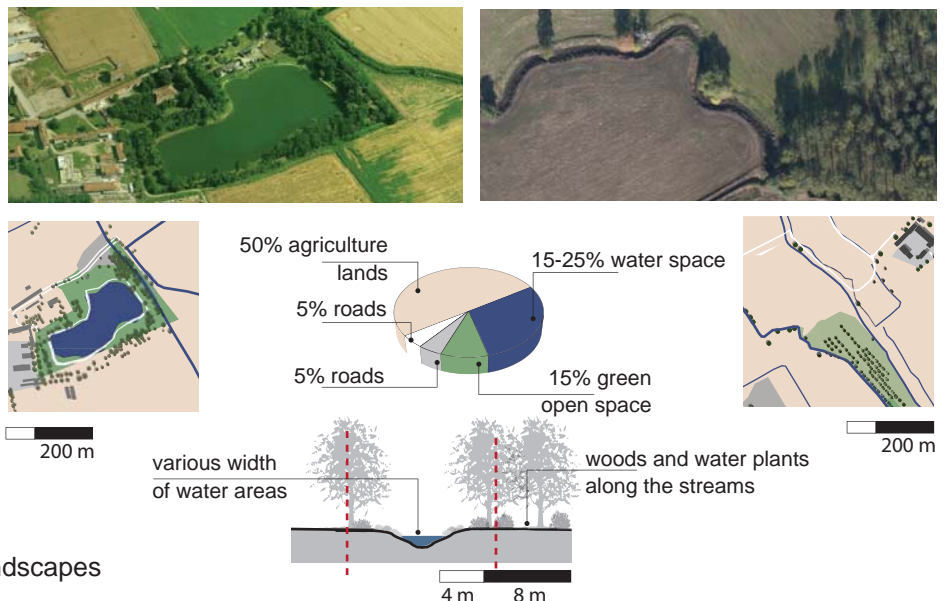 50% agriculture
lands
15-25% water space
5% roads
5% roads
15% green
open space
200 m
200 m
various width
of water areas
woods and water plants
along the streams
ndscapes
4 m 8 m